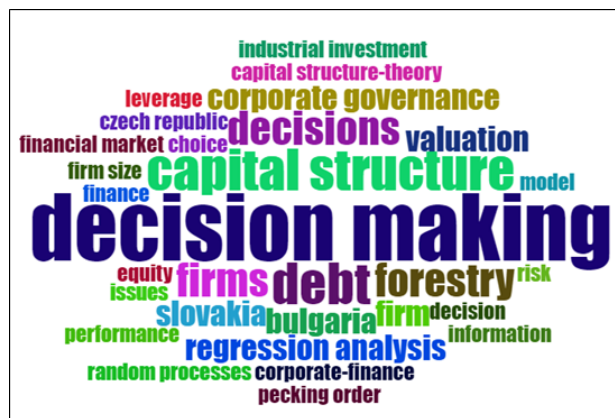 industrial investment
capital structure-theory
leverage corporate governance
czech republic decisions valuation
financial market choice
firm size capital structure model
finance
decision making
equity firms debt forestry risk
issues
slovakia bulgaria firm decision
performance information
regression analysis
random processes corporate-finance
pecking order